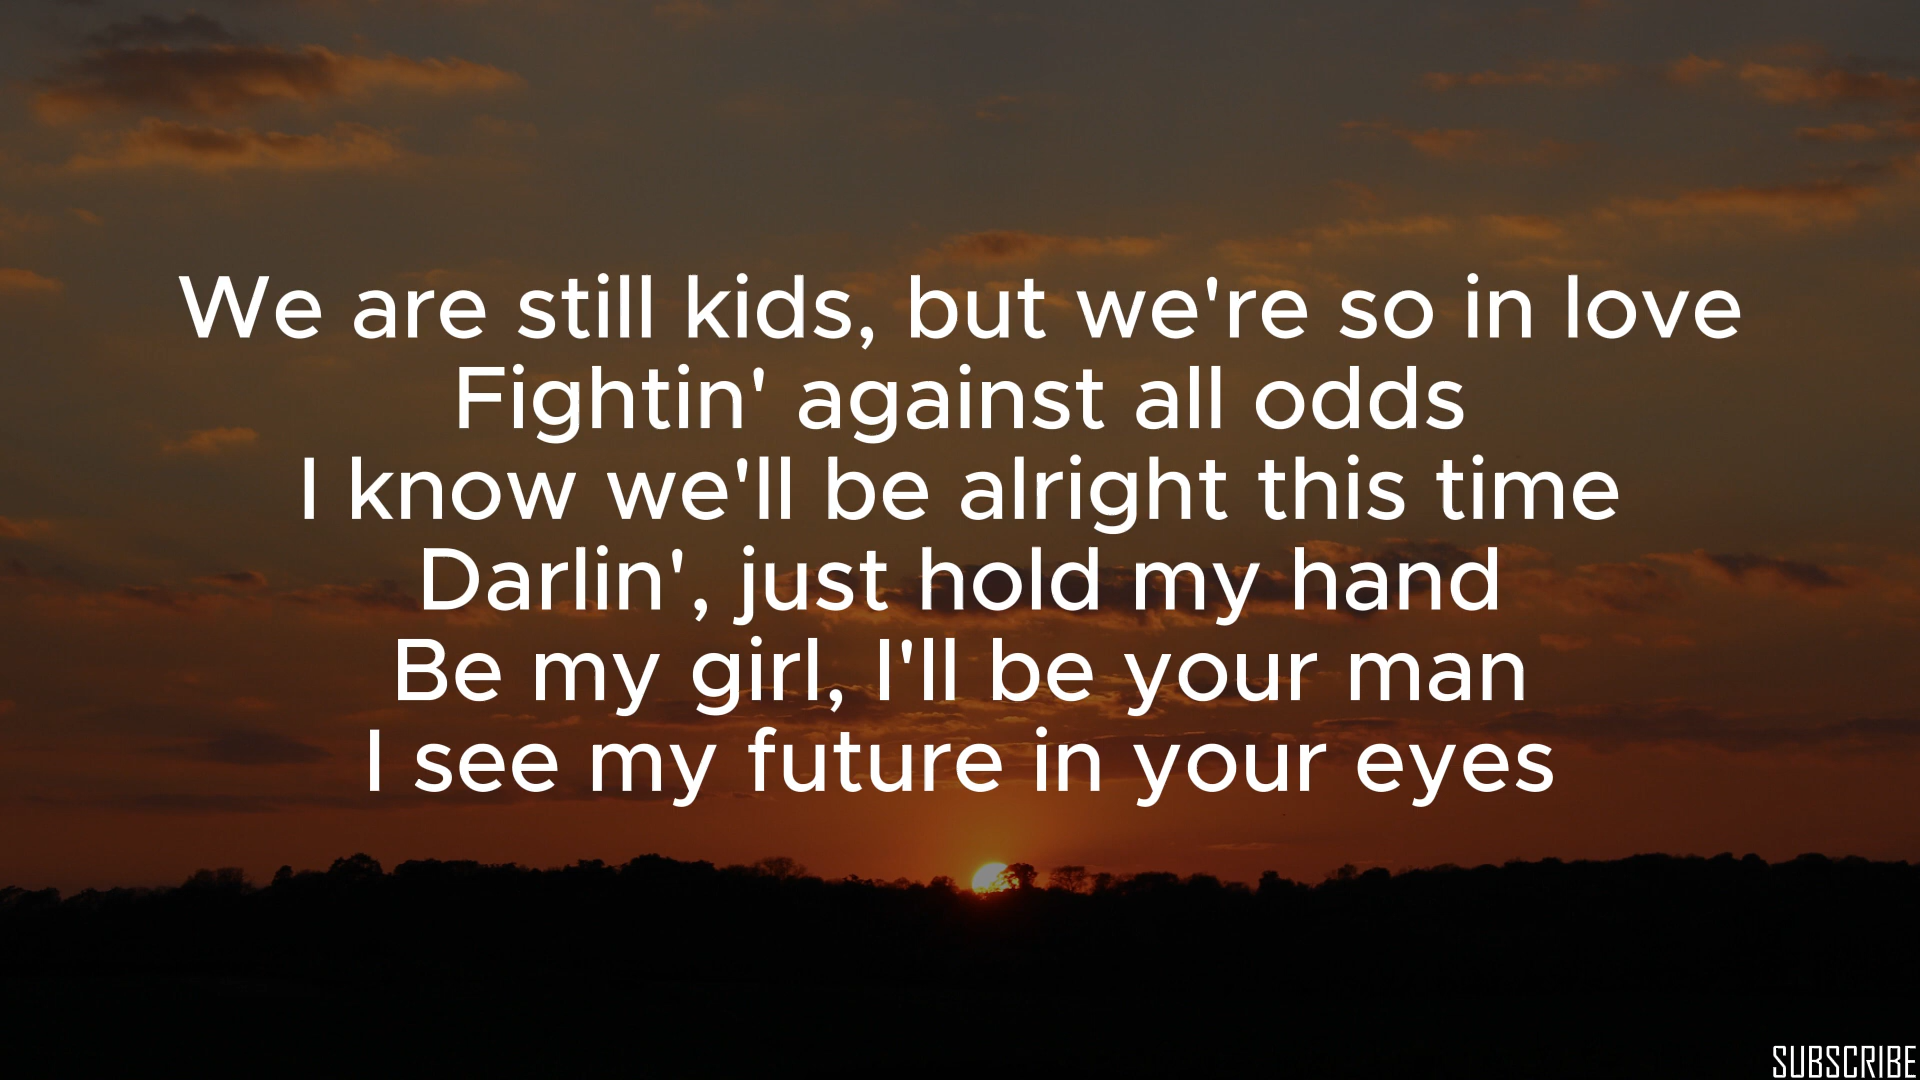 We are still kids, but we're so in love
Fightin' against all odds
I know we'll be alright this time
Darlin', just hold my hand
Be my girl, I'll be your man
I see my future in your eyes
SUBSCRIBE